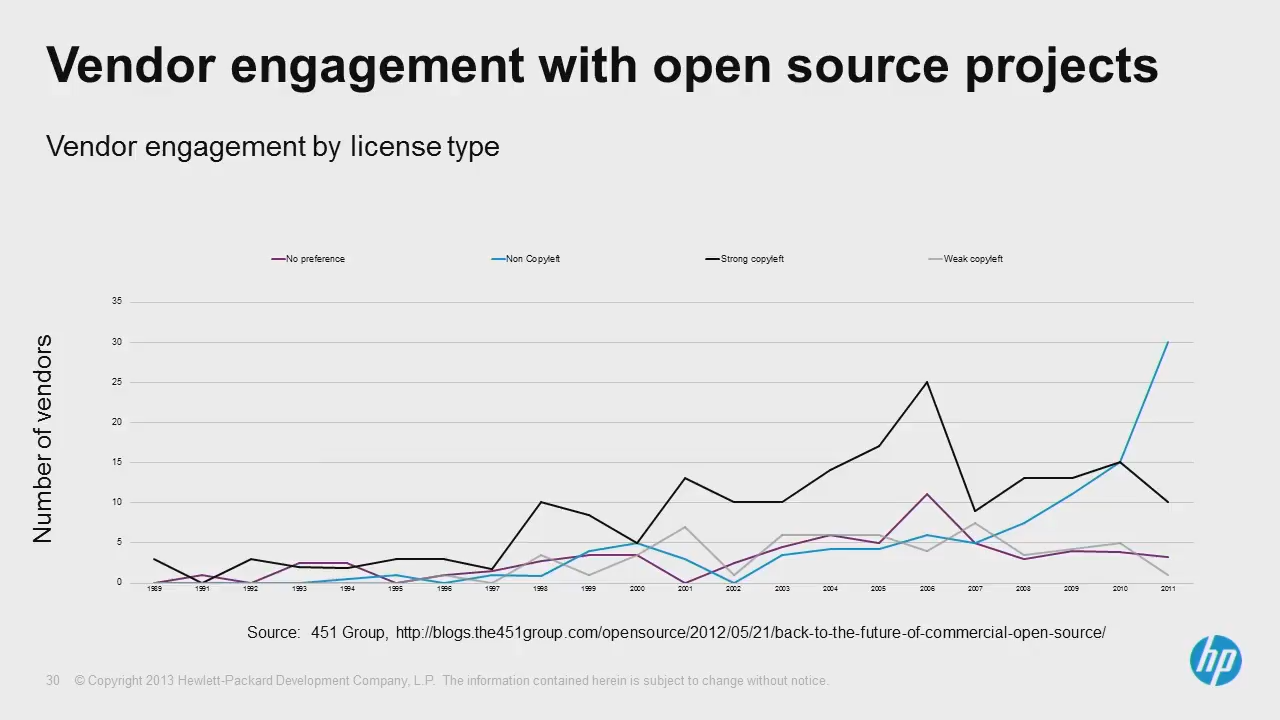 Vendor engagement with open source projects
Vendor engagement by license type
No preference Non Copyleft Strong copyleft Weak copyleft
Number of vendors
35
30
25
20
15
10
5
0
1989 1991 1992 1993 1994 1995 1996 1997 1998 1999 2000 2001 2002 2003 2004 2005 2006 2007 2008 2009 2010 2011
Source: 451 Group, http://blogs.the451group.com/opensource/2012/05/21/back-to-the-future-of-commercial-open-source/
hp
30 © Copyright 2013 Hewlett-Packard Development Company, L.P. The information contained herein is subject to change without notice.